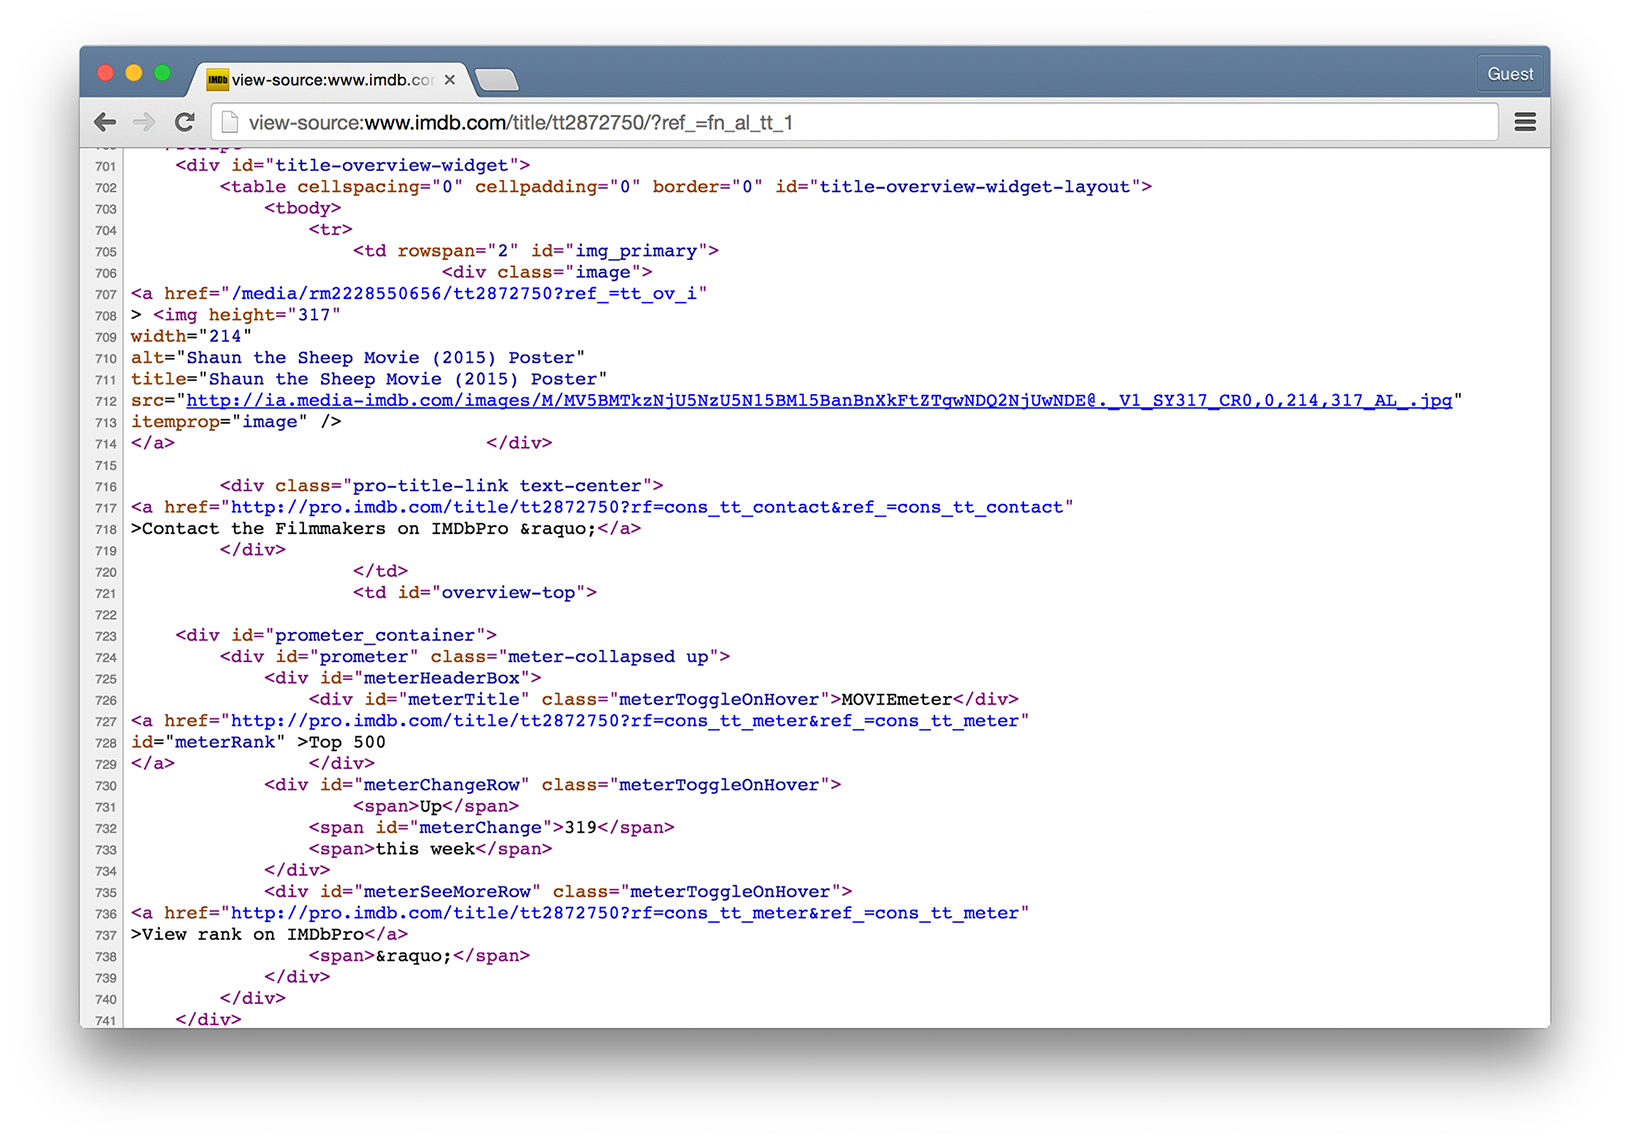 IMDb view-source:www.imdb.co
Guest
view-source:www.imdb.com/title/tt2872750/?ref_=fn_al_tt_1
701 <div id="title-overview-widget">
702 <table cellspacing="0" cellpadding="0" border="0" id="title-overview-widget-layout">
703 <tbody>
704 <tr>
705 <td rowspan="2" id="img_primary">
706 <div class="image">
707 <a href="/media/rm2228550656/tt2872750?ref_=tt_ov_i"
708 > <img height="317"
709 width="214"
710 alt="Shaun the Sheep Movie (2015) Poster"
711 title="Shaun the Sheep Movie (2015) Poster"
712 src="http://ia.media-imdb.com/images/M/MV5BMTkzNjU5NzU5N15BMl5BanBnXkFtZTgwNDQ2NjUwNDE@._V1_SY317_CR0,0,214,317_AL_.jpg"
713 itemprop="image" />
714 </a> </div>
715
716 <div class="pro-title-link text-center">
717 <a href="http://pro.imdb.com/title/tt2872750?rf=cons_tt_contact&ref_=cons_tt_contact"
718 >Contact the Filmmakers on IMDbPro &raquo;</a>
719 </div>
720 </td>
721 <td id="overview-top">
722
723 <div id="prometer_container">
724 <div id="prometer" class="meter-collapsed up">
725 <div id="meterHeaderBox">
726 <div id="meterTitle" class="meterToggleOnHover">MOVIEmeter</div>
727 <a href="http://pro.imdb.com/title/tt2872750?rf=cons_tt_meter&ref_=cons_tt_meter"
728 id="meterRank" >Top 500
729 </a> </div>
730 <div id="meterChangeRow" class="meterToggleOnHover">
731 <span>Up</span>
732 <span id="meterChange">319</span>
733 <span>this week</span>
734 </div>
735 <div id="meterSeeMoreRow" class="meterToggleOnHover">
736 <a href="http://pro.imdb.com/title/tt2872750?rf=cons_tt_meter&ref_=cons_tt_meter"
737 >View rank on IMDbPro</a>
738 <span>&raquo;</span>
739 </div>
740 </div>
741 </div>